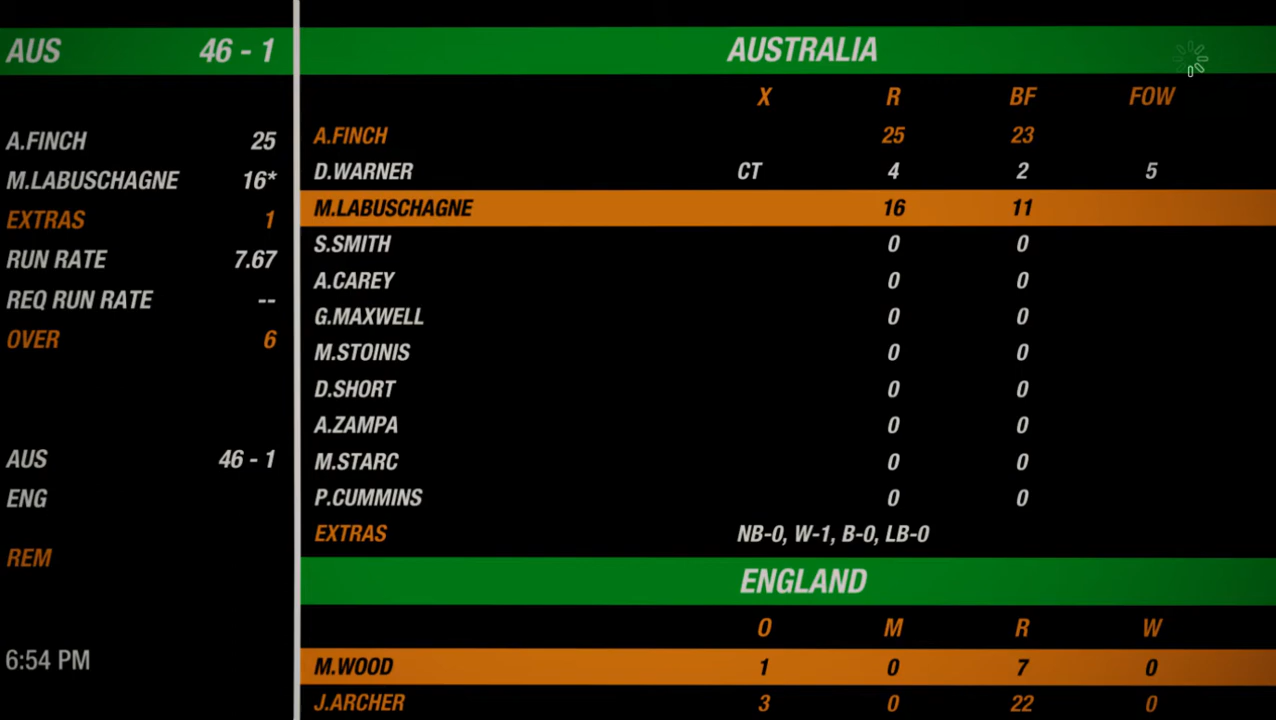 AUS 46 - 1
A.FINCH 25
M.LABUSCHAGNE 16*
EXTRAS 1
RUN RATE 7.67
REQ RUN RATE --
OVER 6
AUS 46 - 1
ENG
REM
6:54 PM
AUSTRALIA
X R BF FOW
A.FINCH 25 23
D.WARNER CT 4 2 5
M.LABUSCHAGNE 16 11
S.SMITH 0 0
A.CAREY 0 0
G.MAXWELL 0 0
M.STOINIS 0 0
D.SHORT 0 0
A.ZAMPA 0 0
M.STARC 0 0
P.CUMMINS 0 0
EXTRAS NB-0, W-1, B-0, LB-0
ENGLAND
O M R W
M.WOOD 1 0 7 0
J.ARCHER 3 0 22 0